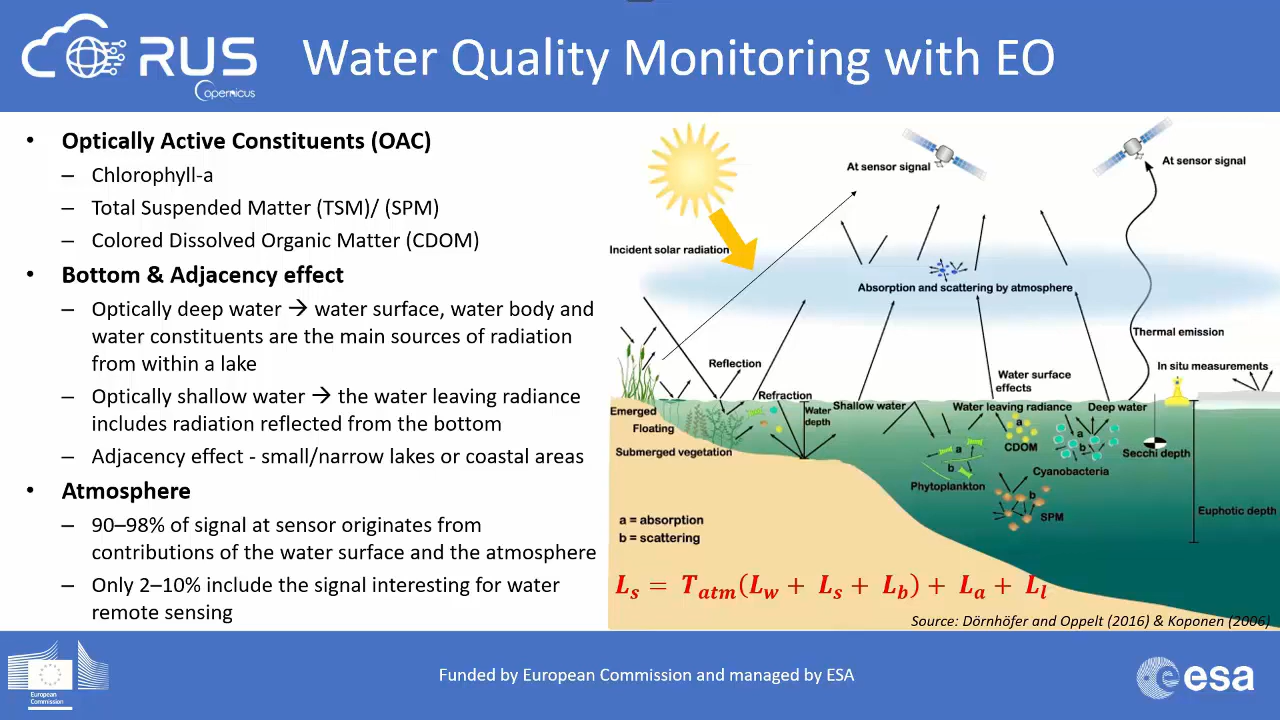 RUS
Copernicus
Water Quality Monitoring with EO
• Optically Active Constituents (OAC)
– Chlorophyll-a
– Total Suspended Matter (TSM)/ (SPM)
– Colored Dissolved Organic Matter (CDOM)
• Bottom & Adjacency effect
– Optically deep water → water surface, water body and
water constituents are the main sources of radiation
from within a lake
– Optically shallow water → the water leaving radiance
includes radiation reflected from the bottom
– Adjacency effect - small/narrow lakes or coastal areas
• Atmosphere
– 90–98% of signal at sensor originates from
contributions of the water surface and the atmosphere
– Only 2–10% include the signal interesting for water
remote sensing
At sensor signal
At sensor signal
Incident solar radiation
Absorption and scattering by atmosphere
Thermal emission
Reflection
In situ measurements
Water surface
effects
Refraction
Emerged
Floating
Submerged vegetation
Water
depth
Shallow water
Water leaving radiance
Deep water
a
CDOM
a
b
Cyanobacteria
Secchi depth
a
b
Phytoplankton
b
SPM
Euphotic depth
a = absorption
b = scattering
L_s = T_atm(L_w + L_s + L_b) + L_a + L_l
Source: Dörnhöfer and Oppelt (2016) & Koponen (2006)
European
Commission
Funded by European Commission and managed by ESA
esa